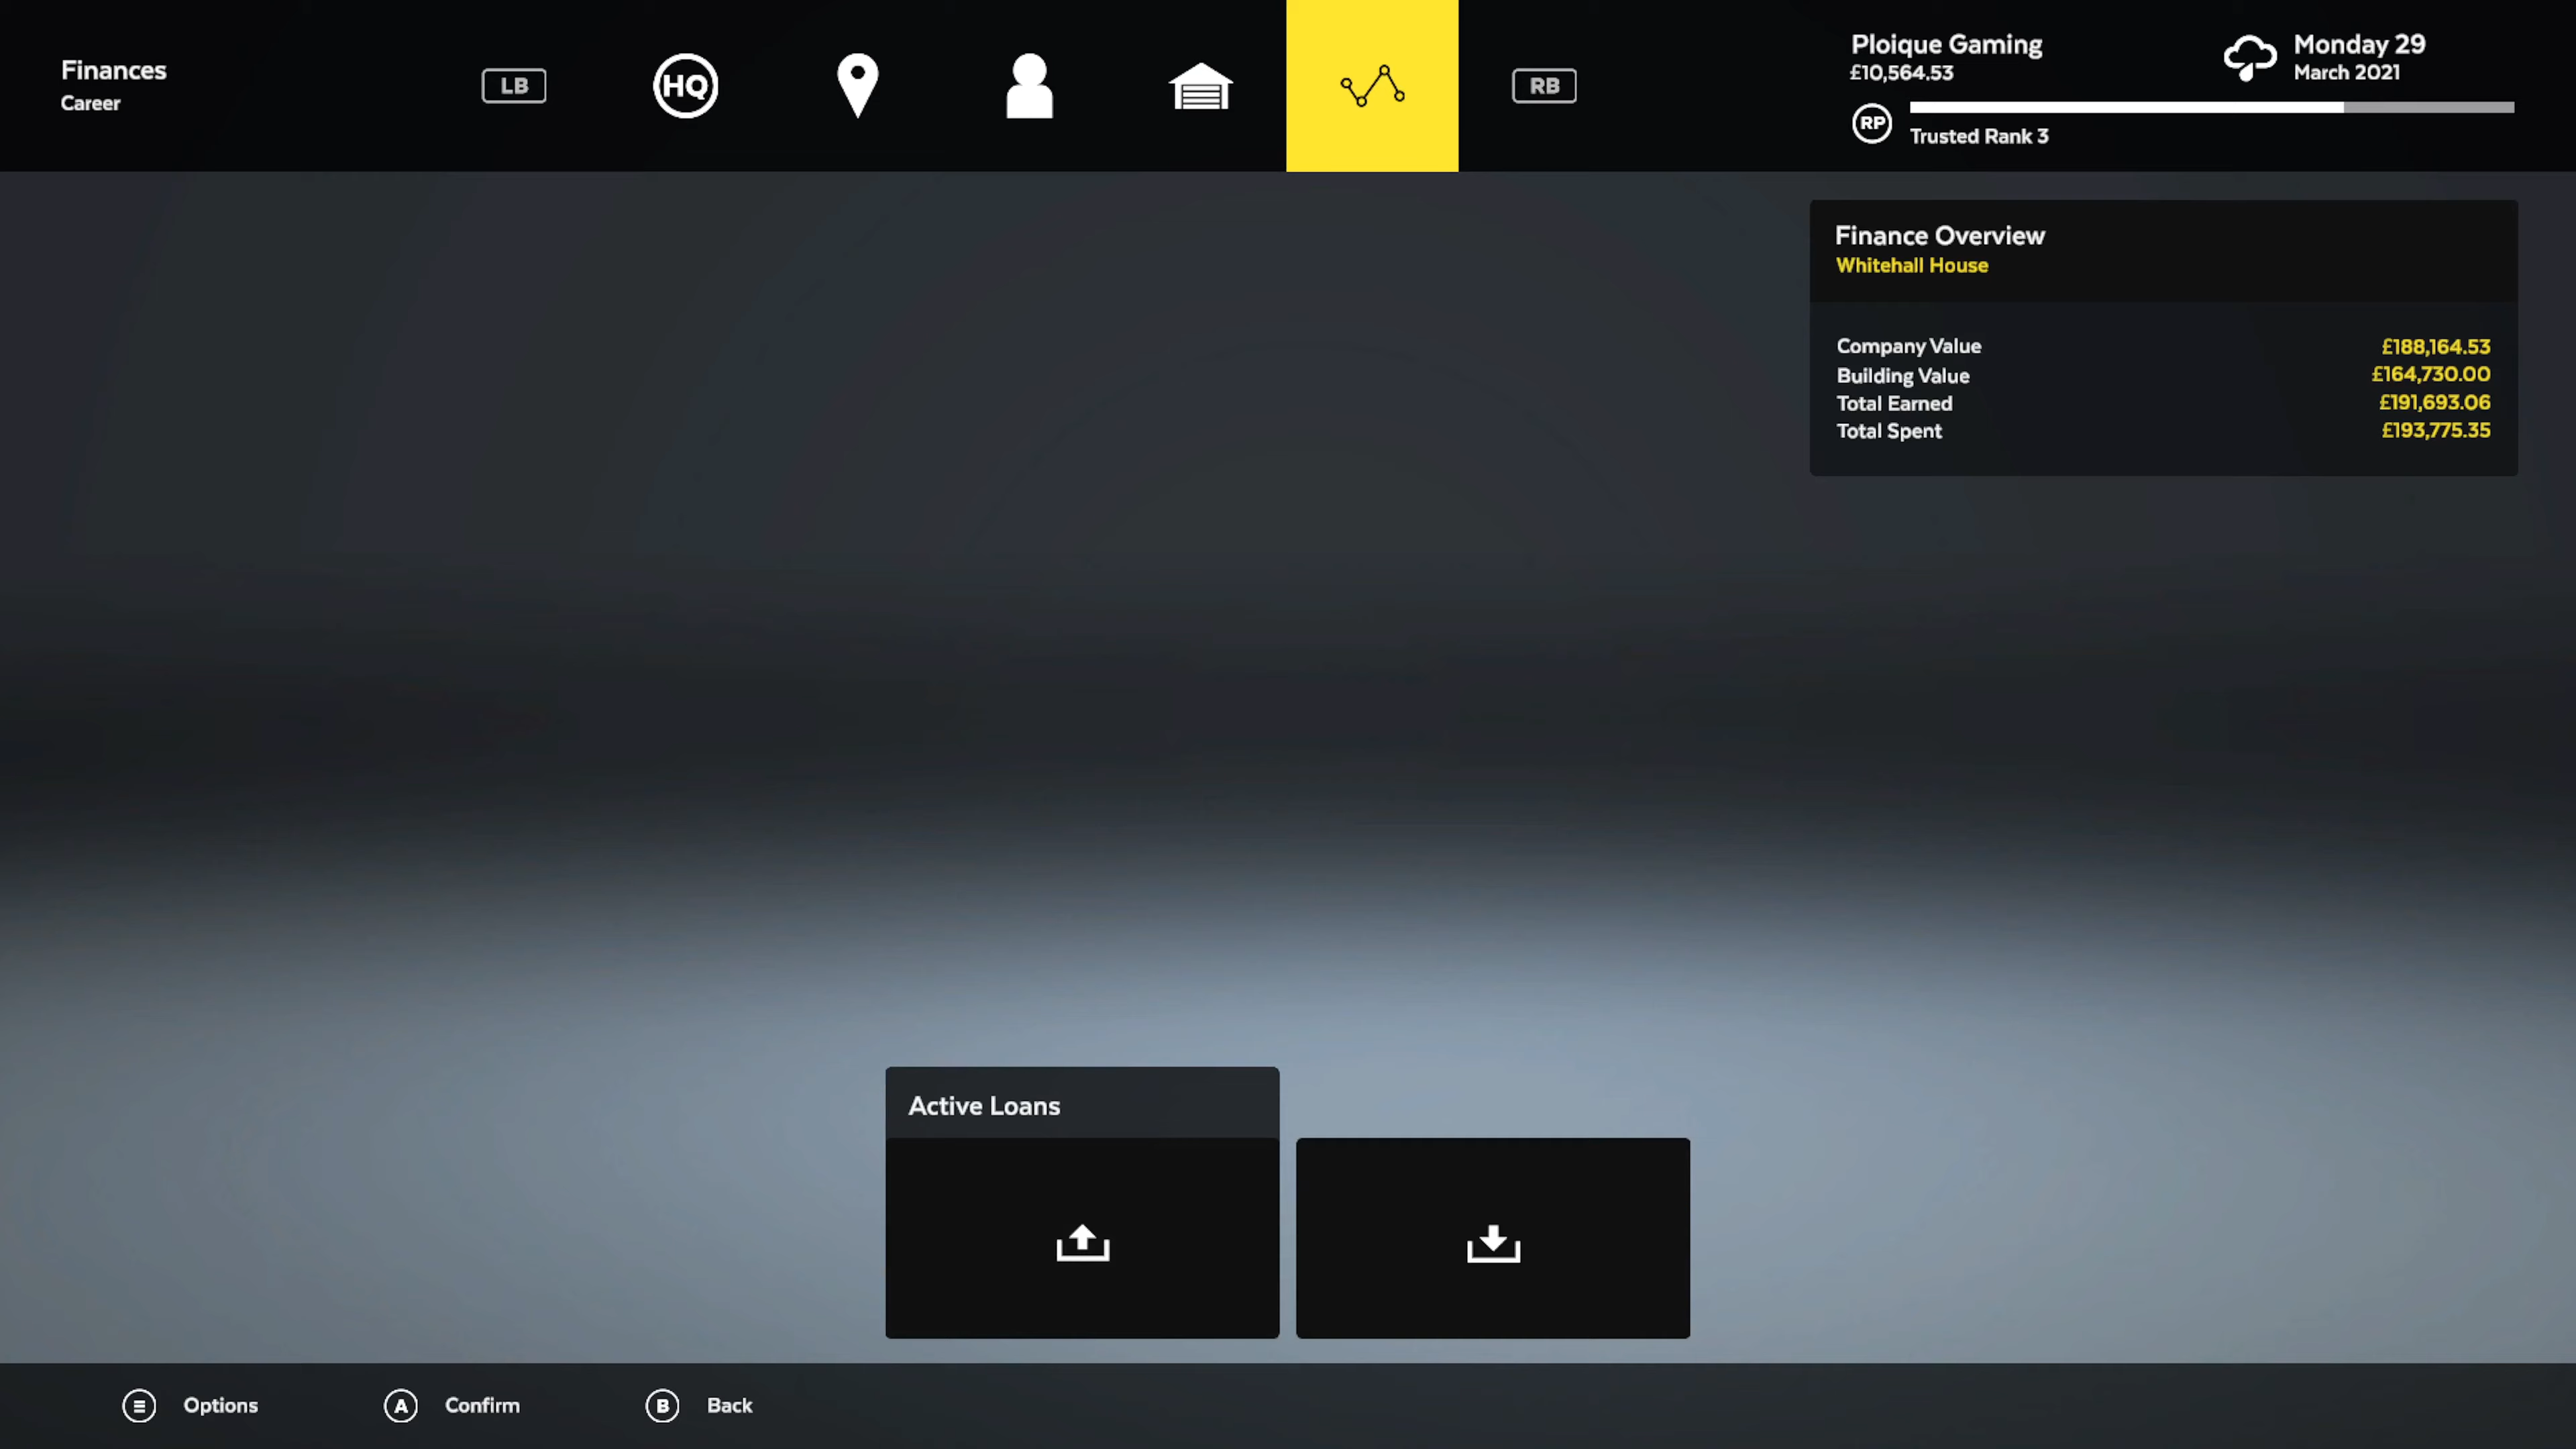 Finances
Career
LB
HQ
RB
Ploique Gaming
£10,564.53
Monday 29
March 2021
RP
Trusted Rank 3
Finance Overview
Whitehall House
Company Value £188,164.53
Building Value £164,730.00
Total Earned £191,693.06
Total Spent £193,775.35
Active Loans
Options
A Confirm
B Back